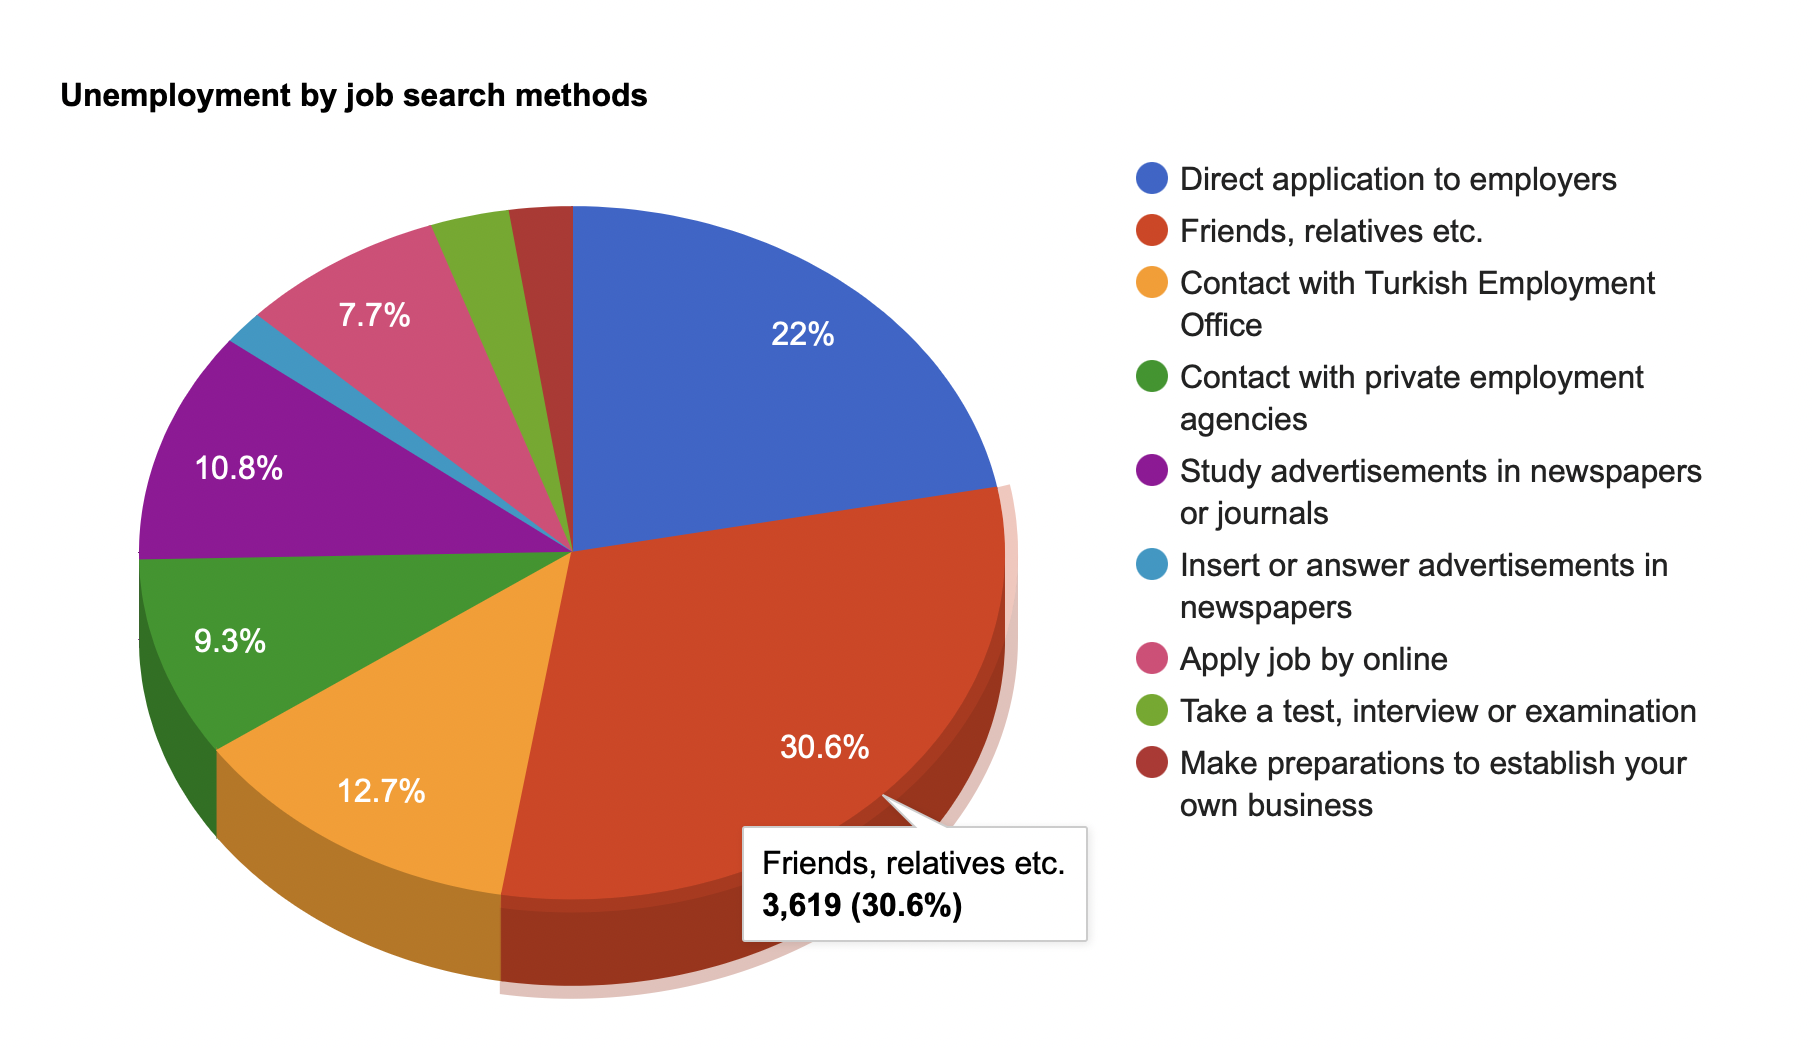 Unemployment by job search methods
22%
7.7%
10.8%
9.3%
12.7%
30.6%
Friends, relatives etc.
3,619 (30.6%)
Direct application to employers
Friends, relatives etc.
Contact with Turkish Employment
Office
Contact with private employment
agencies
Study advertisements in newspapers
or journals
Insert or answer advertisements in
newspapers
Apply job by online
Take a test, interview or examination
Make preparations to establish your
own business